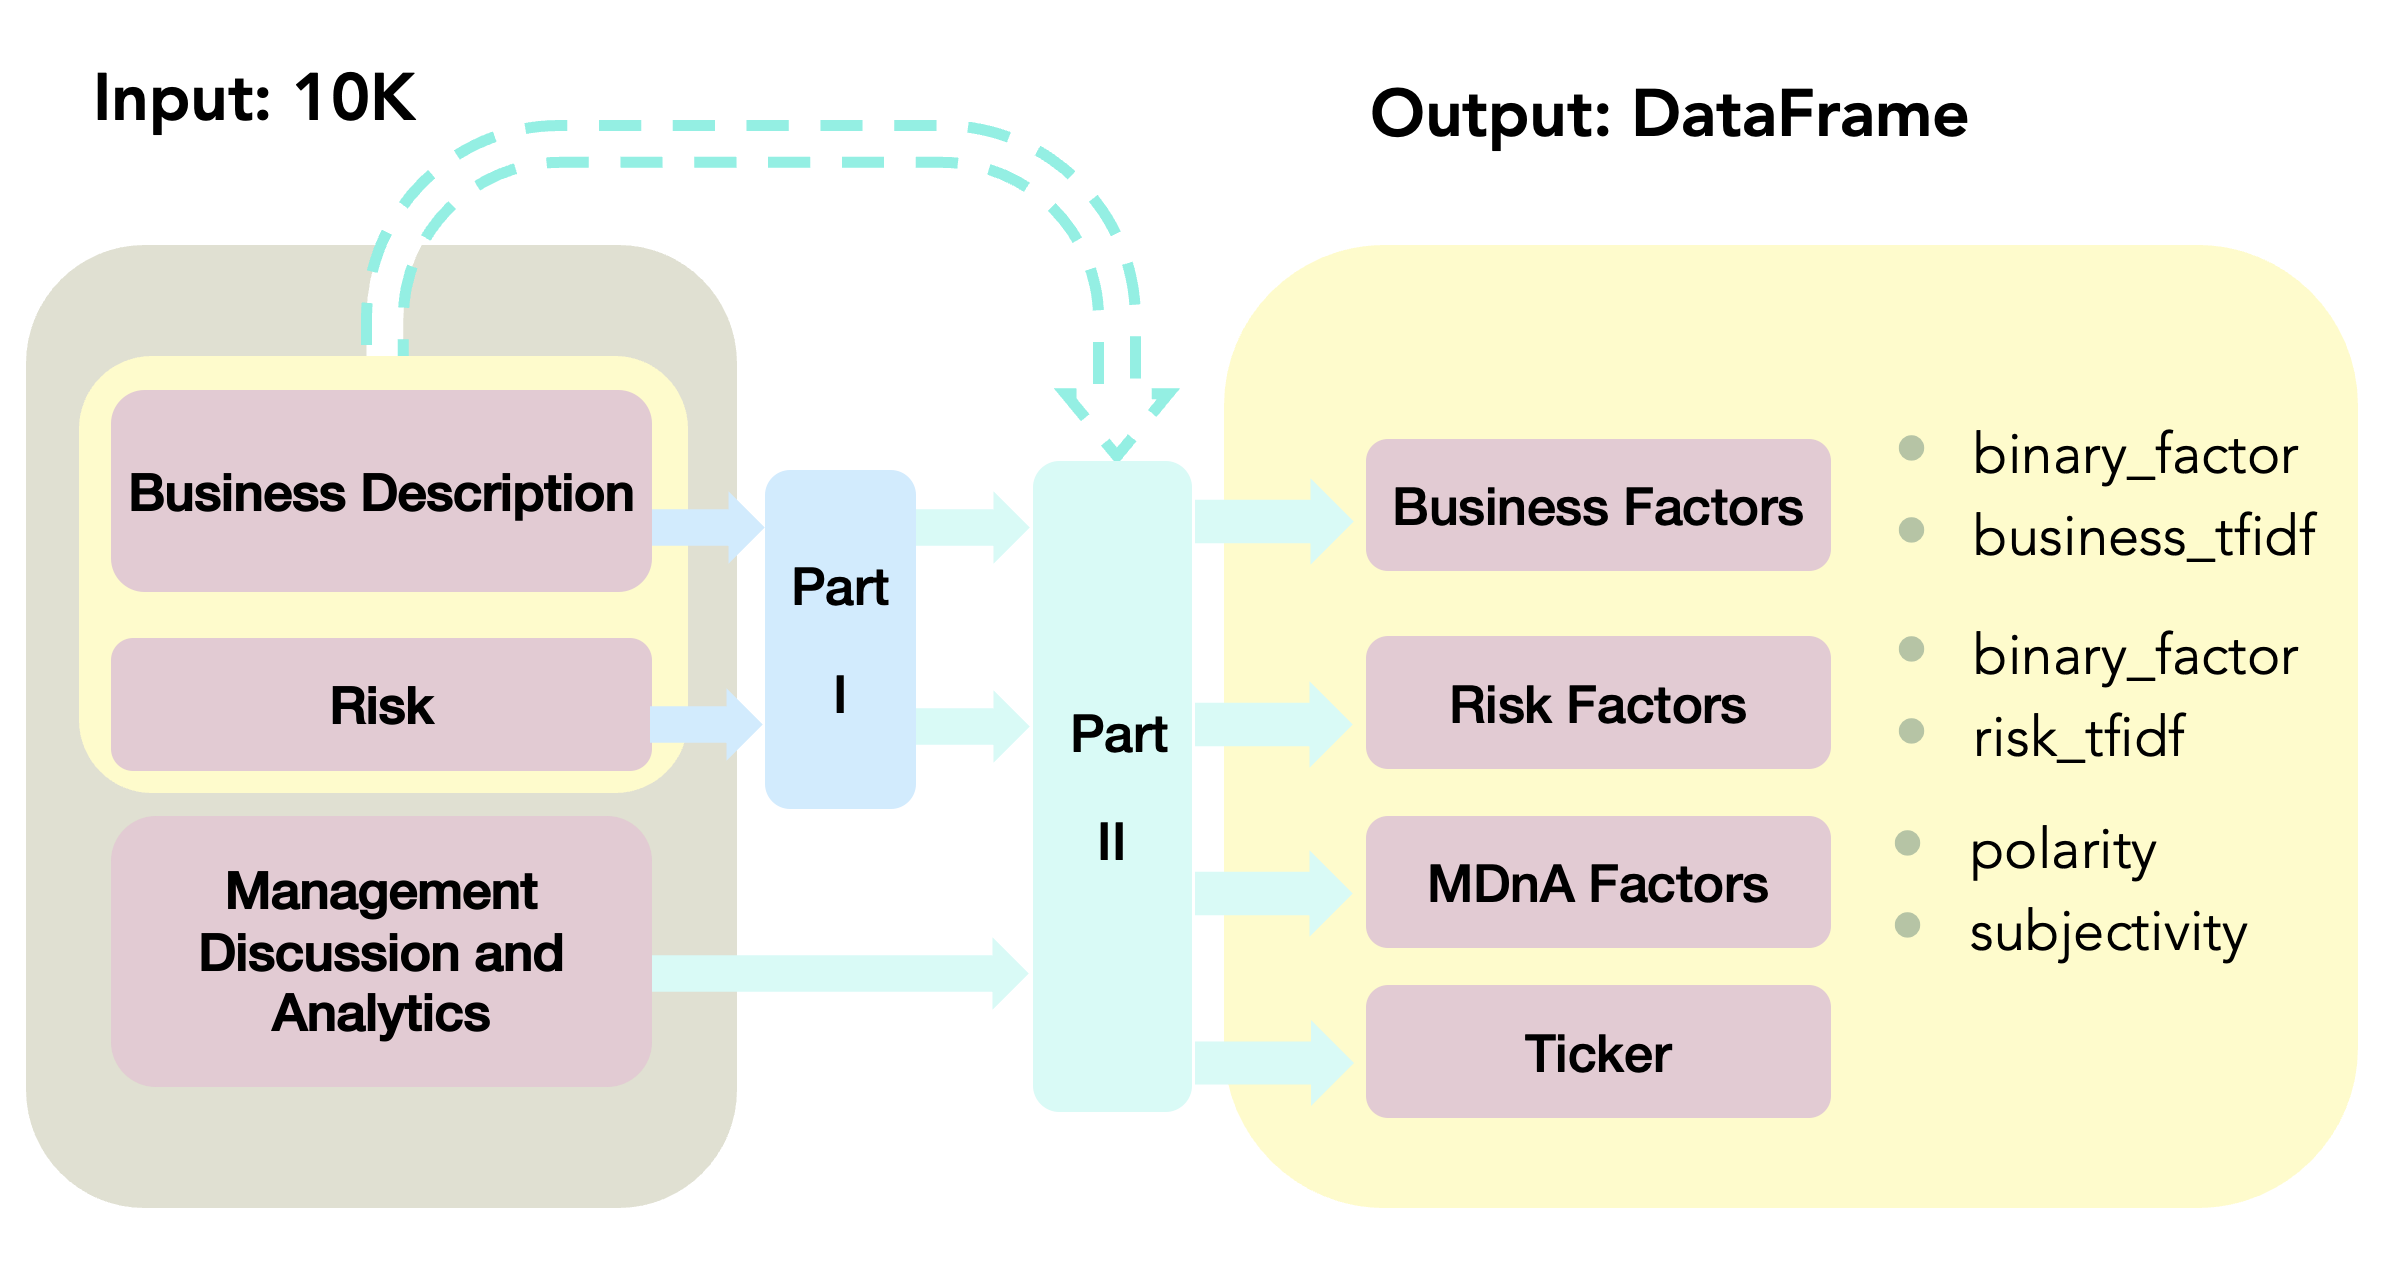 Input: 10K
Output: DataFrame
Business Description
Risk
Management
Discussion and
Analytics
Part
I
Part
II
Business Factors
binary_factor
business_tfidf
Risk Factors
binary_factor
risk_tfidf
MDnA Factors
polarity
subjectivity
Ticker